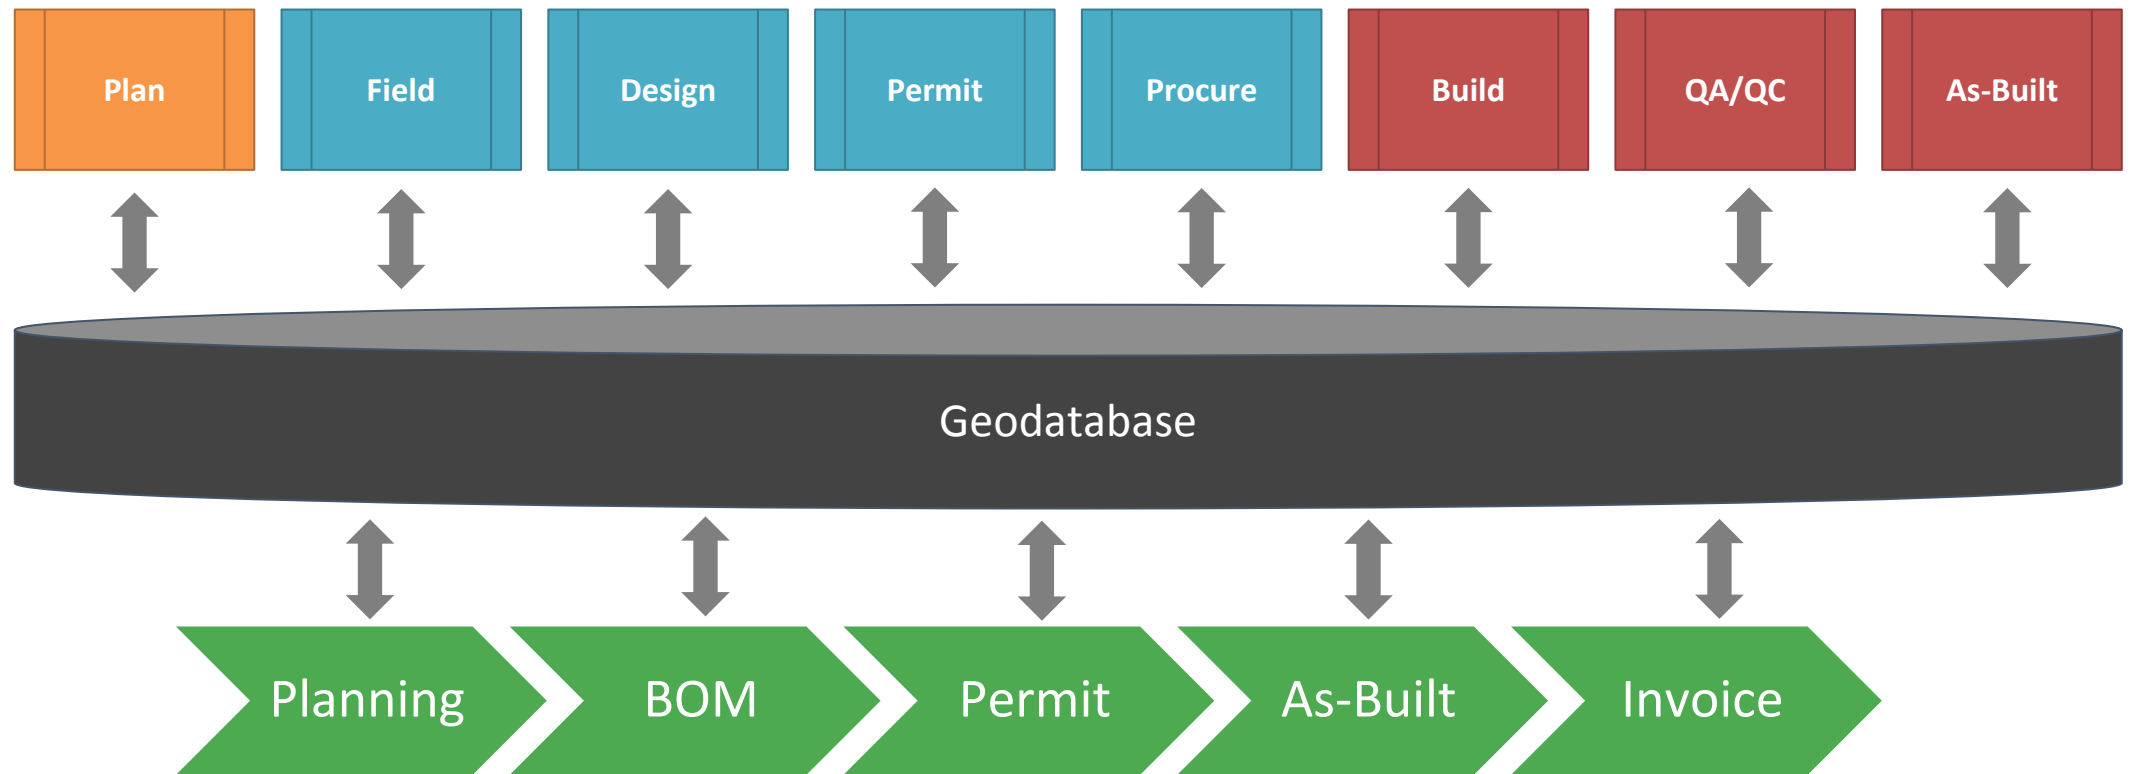 Plan
Field
Design
Permit
Procure
Build
QA/QC
As-Built
Geodatabase
Planning
BOM
Permit
As-Built
Invoice